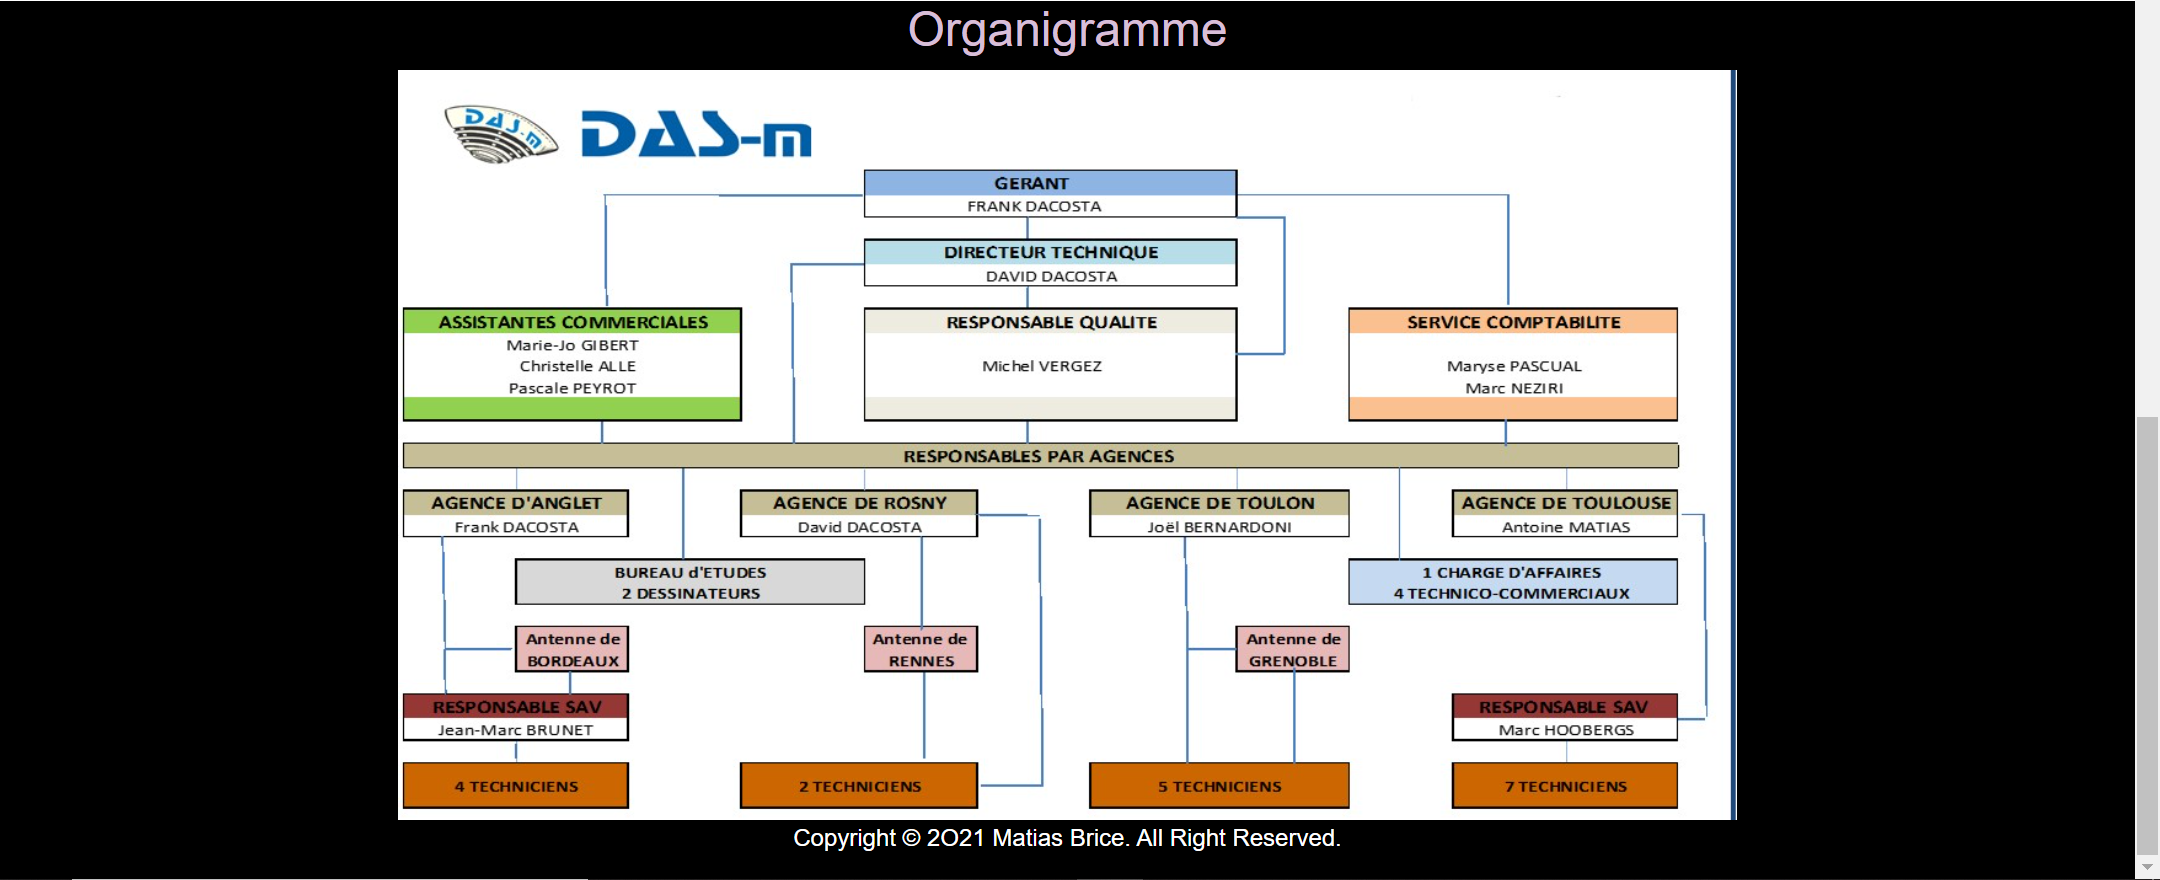 Organigramme
DAS-m
DAS-m
GERANT
FRANK DACOSTA
DIRECTEUR TECHNIQUE
DAVID DACOSTA
ASSISTANTES COMMERCIALES
Marie-Jo GIBERT
Christelle ALLE
Pascale PEYROT
RESPONSABLE QUALITE
Michel VERGEZ
SERVICE COMPTABILITE
Maryse PASCUAL
Marc NEZIRI
RESPONSABLES PAR AGENCES
AGENCE D'ANGLET
Frank DACOSTA
AGENCE DE ROSNY
David DACOSTA
AGENCE DE TOULON
Joël BERNARDONI
AGENCE DE TOULOUSE
Antoine MATIAS
BUREAU d'ETUDES
2 DESSINATEURS
1 CHARGE D'AFFAIRES
4 TECHNICO-COMMERCIAUX
Antenne de
BORDEAUX
Antenne de
RENNES
Antenne de
GRENOBLE
RESPONSABLE SAV
Jean-Marc BRUNET
RESPONSABLE SAV
Marc HOOBERGS
4 TECHNICIENS
2 TECHNICIENS
5 TECHNICIENS
7 TECHNICIENS
Copyright © 2O21 Matias Brice. All Right Reserved.